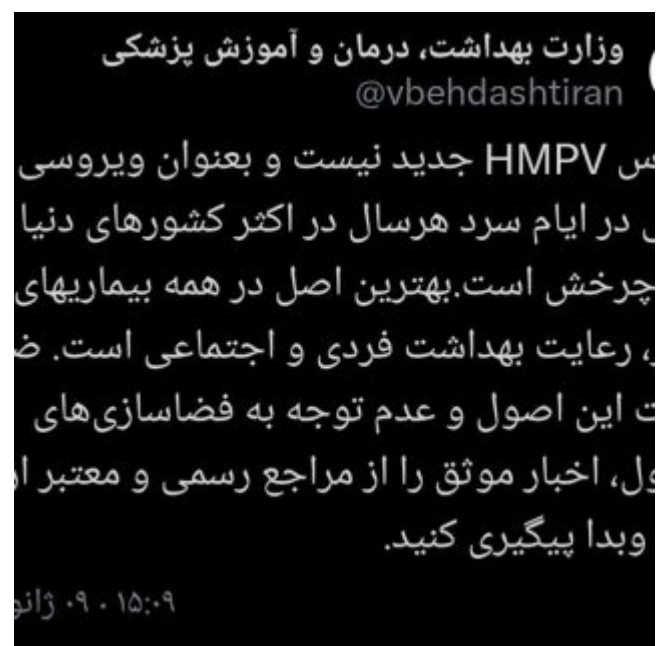 وزارت بهداشت، درمان و آموزش پزشکی
@vbehdashtiran
HMPV جدید نیست و بعنوان ویروسی
در ایام سرد هرسال در اکثر کشورهای دنیا
چرخش است.بهترین اصل در همه بیماریهای
، رعایت بهداشت فردی و اجتماعی است.
این اصول و عدم توجه به فضاسازی‌های
اخبار موثق را از مراجع رسمی و معتبر
وبدا پیگیری کنید.
۱۵:۰۹ · ۰۹